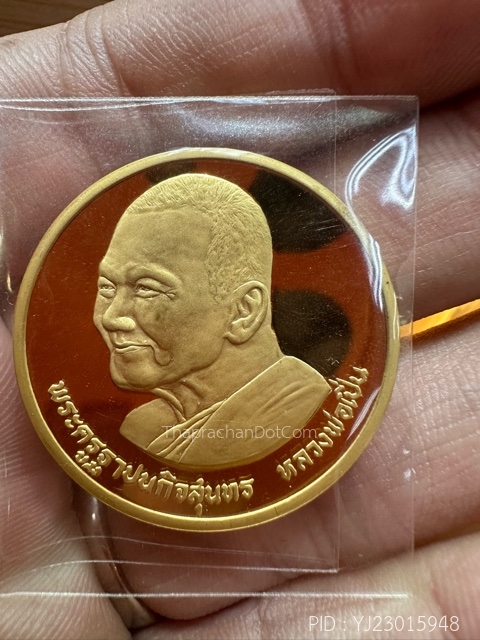 พระครูฐาปนกิจสุนทร หลวงพ่อเปิ่น
ThaprachanDotCom
PID : YJ23015948